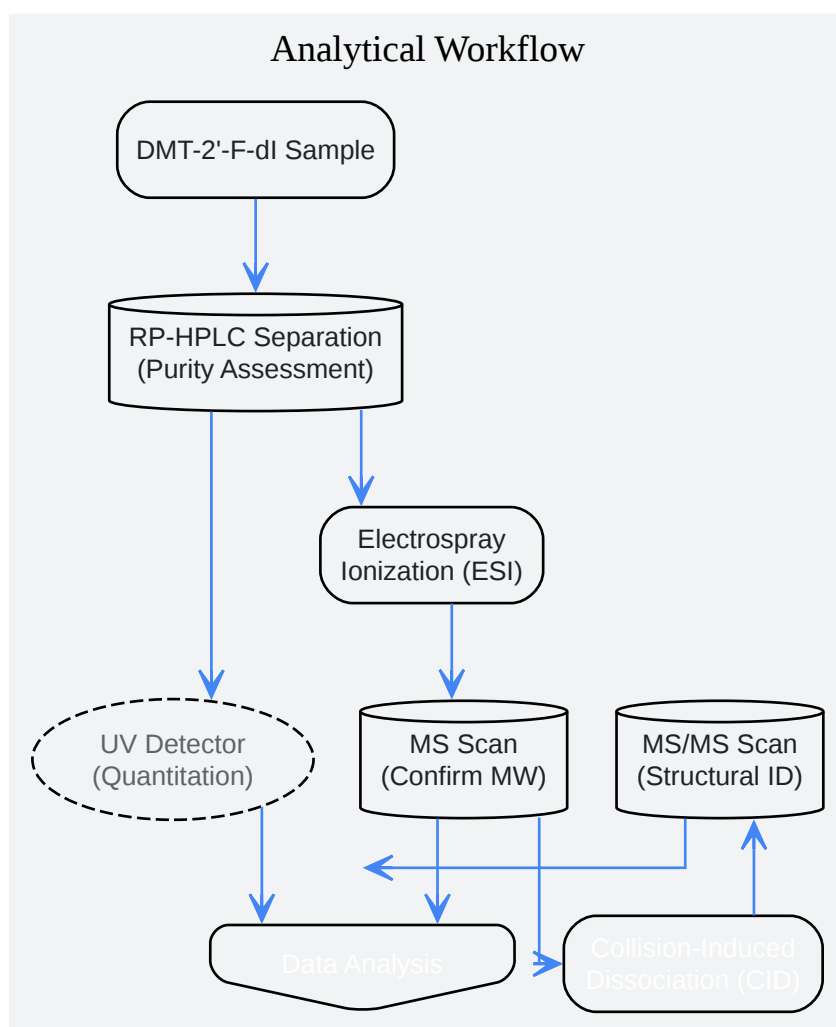 Analytical Workflow
DMT-2'-F-dI Sample
RP-HPLC Separation
(Purity Assessment)
Electrospray
Ionization (ESI)
UV Detector
(Quantitation)
MS Scan
(Confirm MW)
MS/MS Scan
(Structural ID)
Data Analysis
Collision-Induced
Dissociation (CID)